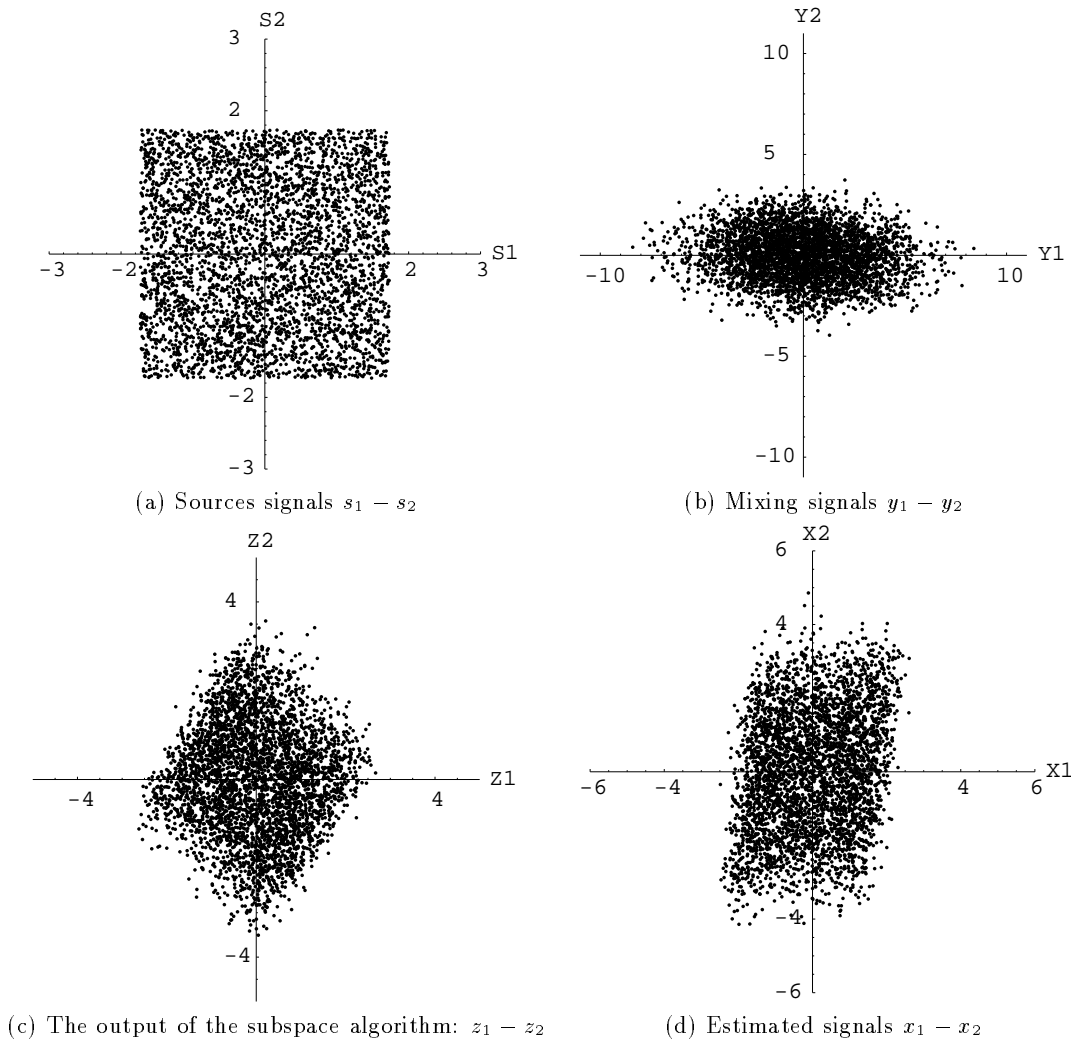 S2
3
2
-3
-2
2
3
S1
-2
-3
(a) Sources signals s₁ − s₂
Y2
10
5
-10
10
Y1
-5
-10
(b) Mixing signals y₁ − y₂
Z2
4
-4
4
Z1
-4
(c) The output of the subspace algorithm: z₁ − z₂
X2
6
4
-6
-4
4
6
X1
-4
-6
(d) Estimated signals x₁ − x₂